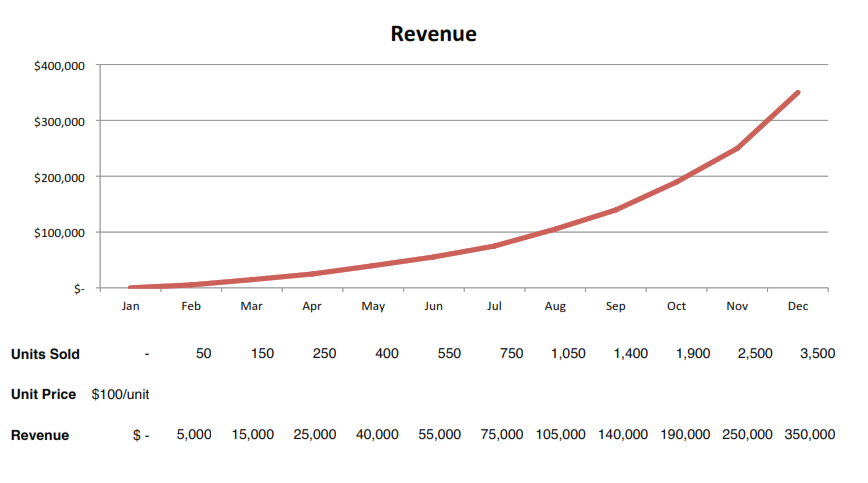 Revenue
$400,000
$300,000
$200,000
$100,000
$-
Jan Feb Mar Apr May Jun Jul Aug Sep Oct Nov Dec
Units Sold - 50 150 250 400 550 750 1,050 1,400 1,900 2,500 3,500
Unit Price $100/unit
Revenue $ - 5,000 15,000 25,000 40,000 55,000 75,000 105,000 140,000 190,000 250,000 350,000